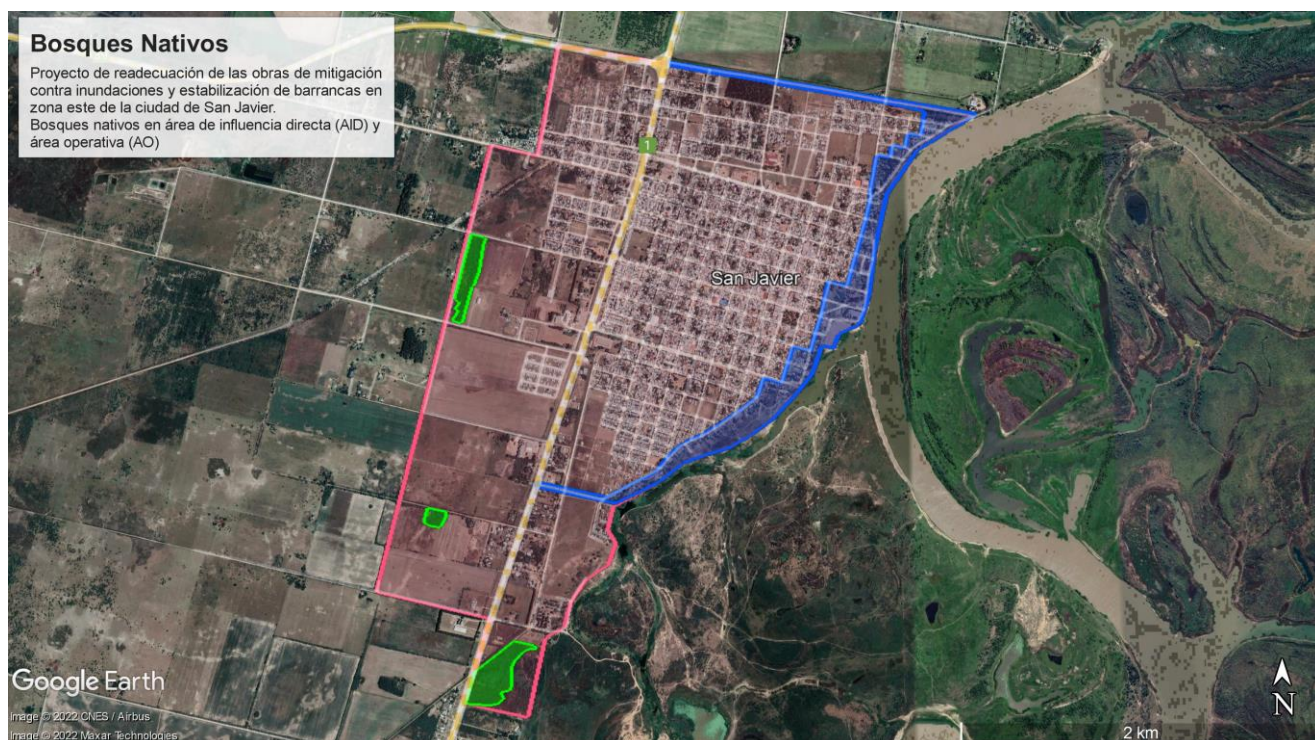 Bosques Nativos
Proyecto de readecuación de las obras de mitigación
contra inundaciones y estabilización de barrancas en
zona este de la ciudad de San Javier.
Bosques nativos en área de influencia directa (AID) y
área operativa (AO)
1
San Javier
Google Earth
Image © 2022 CNES / Airbus
Image © 2022 Maxar Technologies
2 km
N